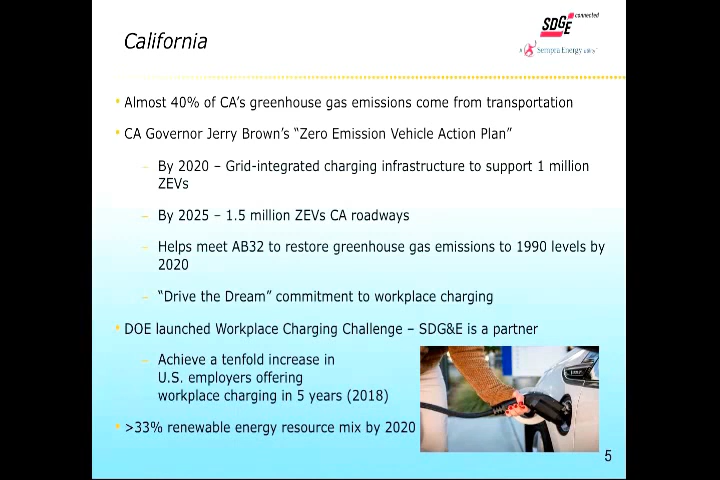 California
connected
SDGE
A Sempra Energy utility
Almost 40% of CA's greenhouse gas emissions come from transportation
CA Governor Jerry Brown's "Zero Emission Vehicle Action Plan"
– By 2020 – Grid-integrated charging infrastructure to support 1 million
ZEVs
– By 2025 – 1.5 million ZEVs CA roadways
– Helps meet AB32 to restore greenhouse gas emissions to 1990 levels by
2020
– "Drive the Dream" commitment to workplace charging
DOE launched Workplace Charging Challenge – SDG&E is a partner
– Achieve a tenfold increase in
U.S. employers offering
workplace charging in 5 years (2018)
>33% renewable energy resource mix by 2020
5